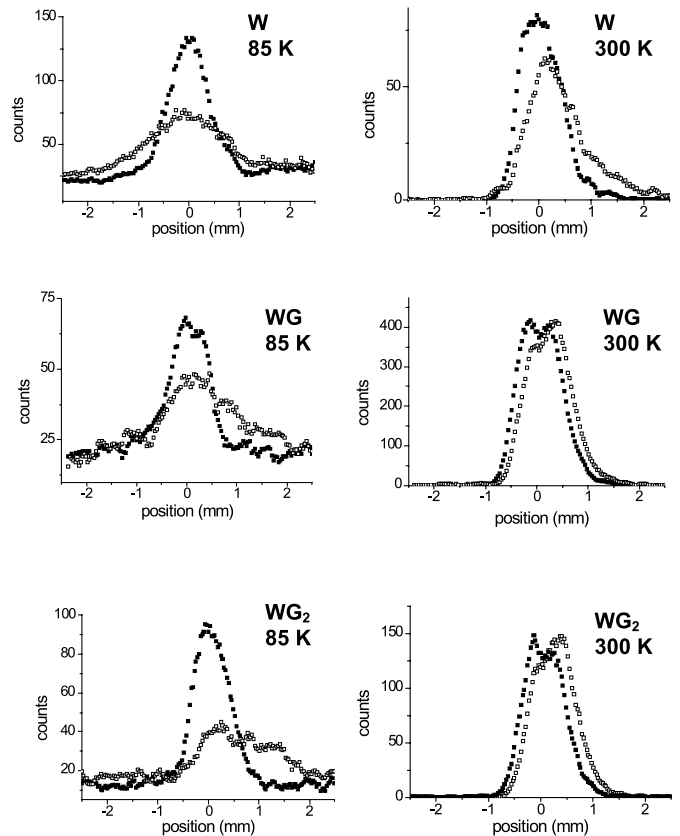 W
85 K
150
100
50
counts
-2 -1 0 1 2
position (mm)
W
300 K
50
0
counts
-2 -1 0 1 2
position (mm)
WG
85 K
75
50
25
counts
-2 -1 0 1 2
position (mm)
WG
300 K
400
300
200
100
0
counts
-2 -1 0 1 2
position (mm)
WG₂
85 K
100
80
60
40
20
counts
-2 -1 0 1 2
position (mm)
WG₂
300 K
150
100
50
0
counts
-2 -1 0 1 2
position (mm)